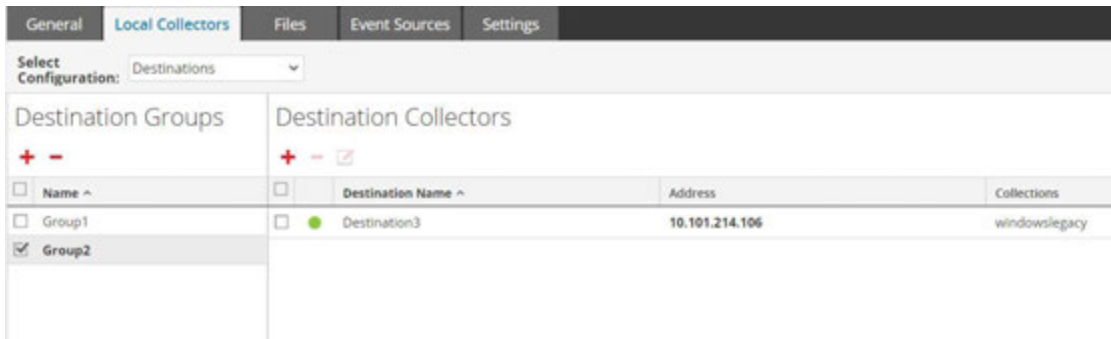 General Local Collectors Files Event Sources Settings
Select
Configuration: Destinations
Destination Groups Destination Collectors
Name Destination Name Address Collections
Group1 Destination3 10.101.214.106 windowslegacy
Group2